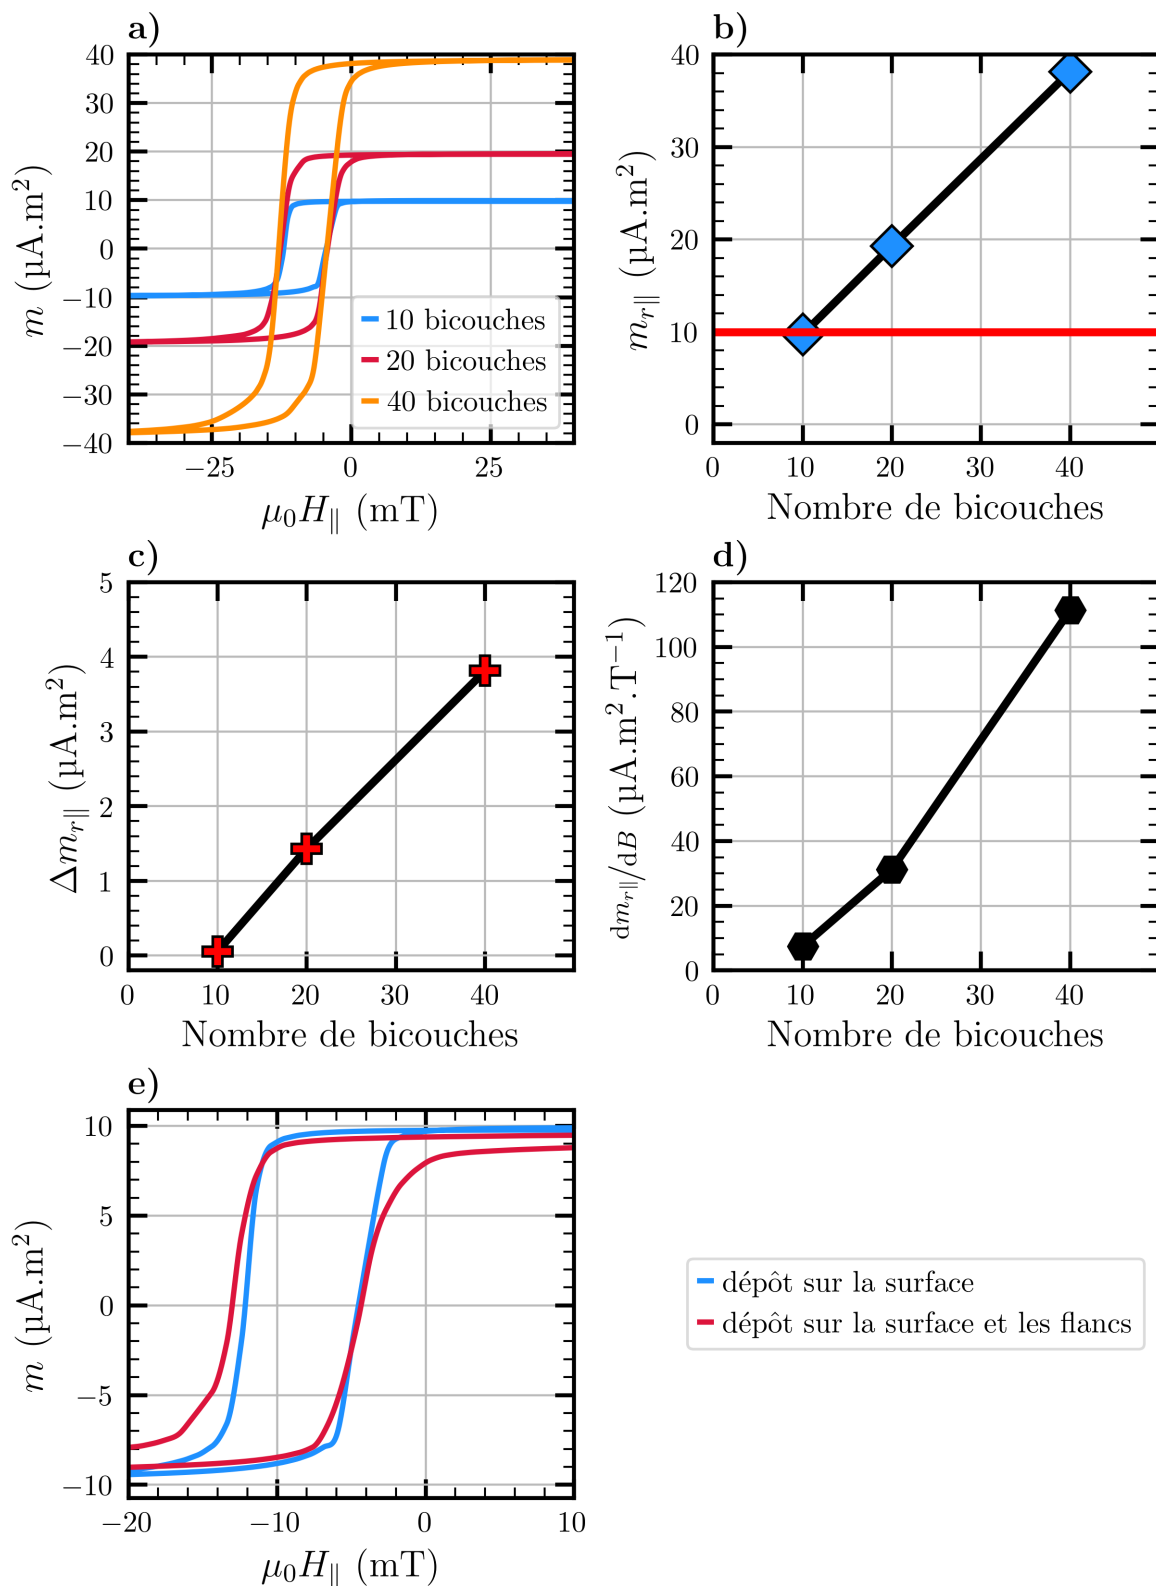 a)
40
30
20
10
0
−10
−20
−30
−40
m (µA.m²)
10 bicouches
20 bicouches
40 bicouches
−25
0
25
µ₀H∥ (mT)
b)
40
30
20
10
0
m_r∥ (µA.m²)
0
10
20
30
40
Nombre de bicouches
c)
5
4
3
2
1
0
Δm_r∥ (µA.m²)
0
10
20
30
40
Nombre de bicouches
d)
120
100
80
60
40
20
0
dm_r∥/dB (µA.m².T⁻¹)
0
10
20
30
40
Nombre de bicouches
e)
10
5
0
−5
−10
m (µA.m²)
−20
−10
0
10
µ₀H∥ (mT)
dépôt sur la surface
dépôt sur la surface et les flancs